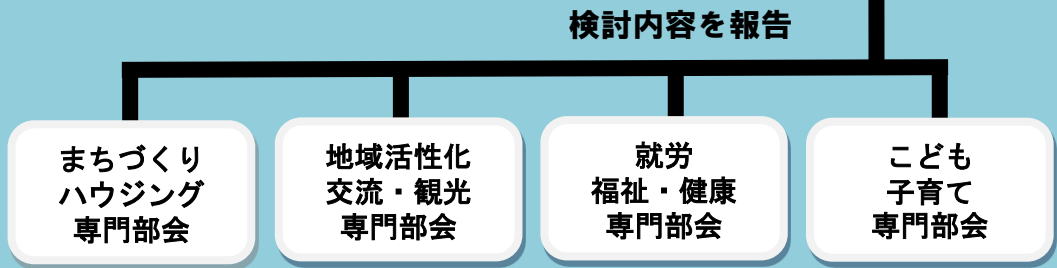 検討内容を報告
まちづくり
ハウジング
専門部会
地域活性化
交流・観光
専門部会
就労
福祉・健康
専門部会
こども
子育て
専門部会